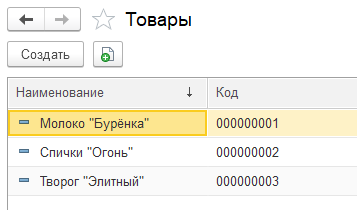 Товары
Создать
Наименование ↓ Код
Молоко "Бурёнка" 000000001
Спички "Огонь" 000000002
Творог "Элитный" 000000003